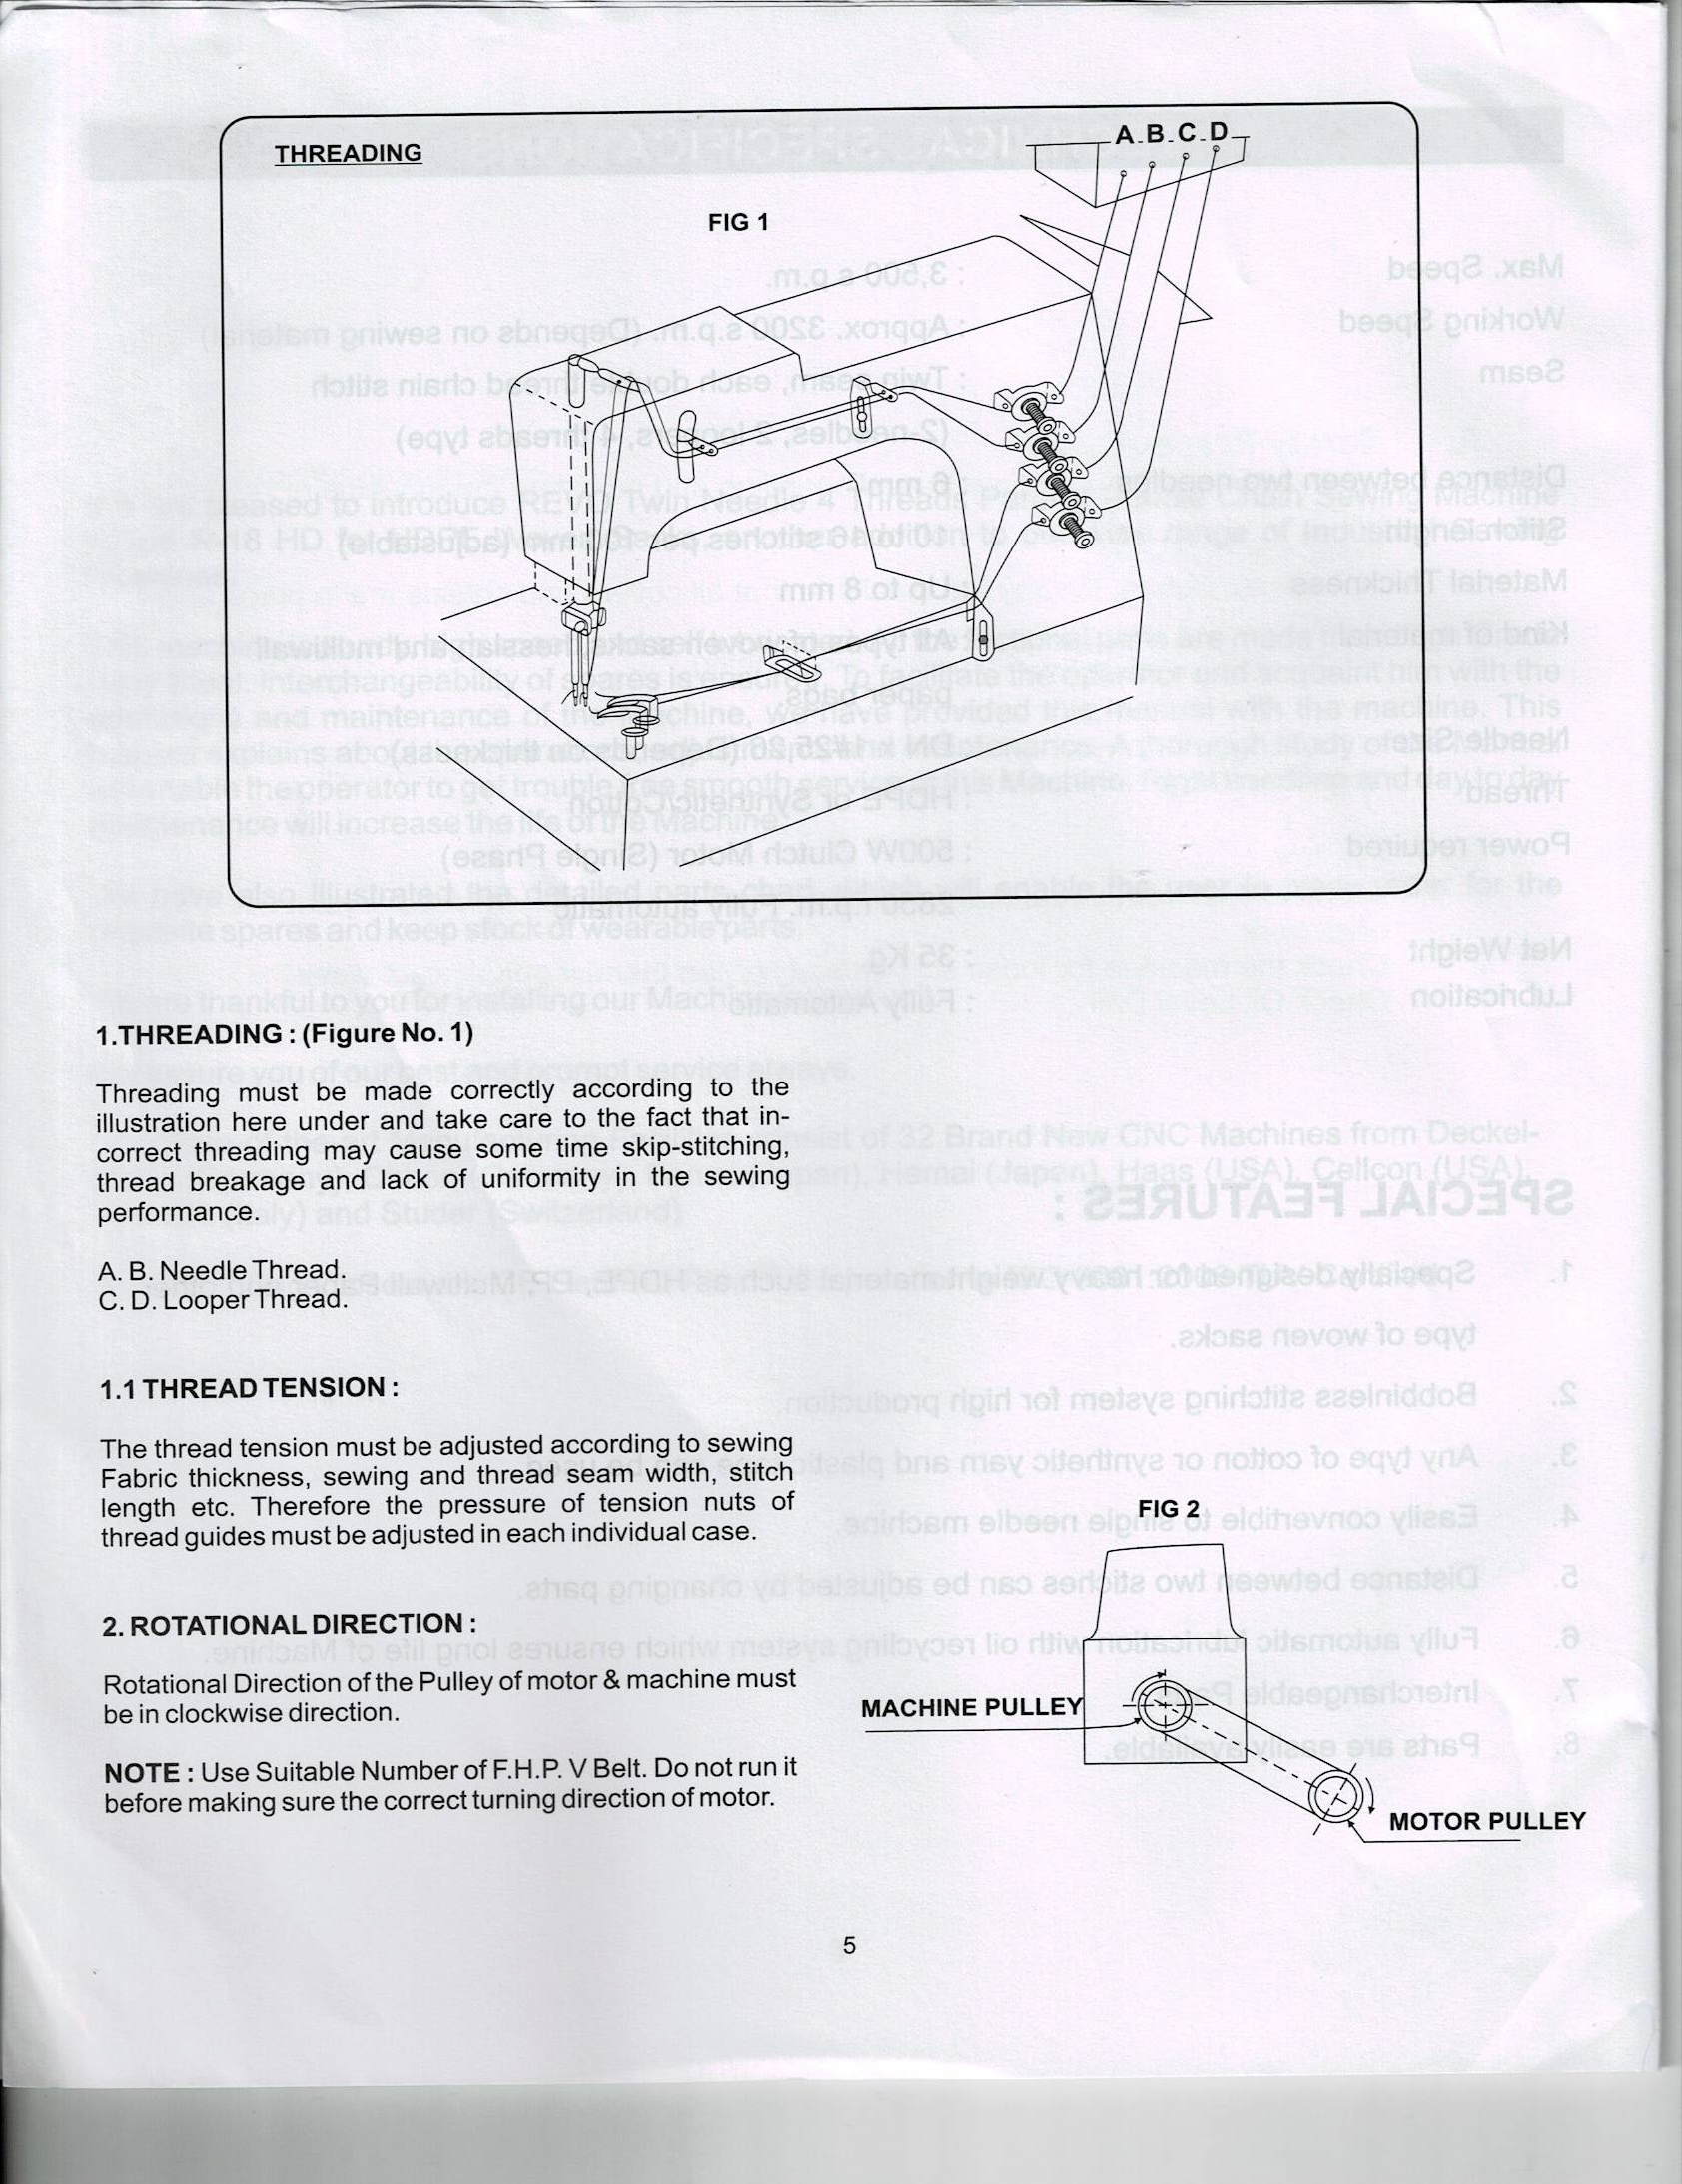 THREADING
A B C D
FIG 1
1.THREADING : (Figure No. 1)
Threading must be made correctly according to the
illustration here under and take care to the fact that in-
correct threading may cause some time skip-stitching,
thread breakage and lack of uniformity in the sewing
performance.
A. B. Needle Thread.
C. D. Looper Thread.
1.1 THREAD TENSION :
The thread tension must be adjusted according to sewing
Fabric thickness, sewing and thread seam width, stitch
length etc. Therefore the pressure of tension nuts of
thread guides must be adjusted in each individual case.
2. ROTATIONAL DIRECTION :
Rotational Direction of the Pulley of motor & machine must
be in clockwise direction.
NOTE : Use Suitable Number of F.H.P. V Belt. Do not run it
before making sure the correct turning direction of motor.
FIG 2
MACHINE PULLEY
MOTOR PULLEY
5